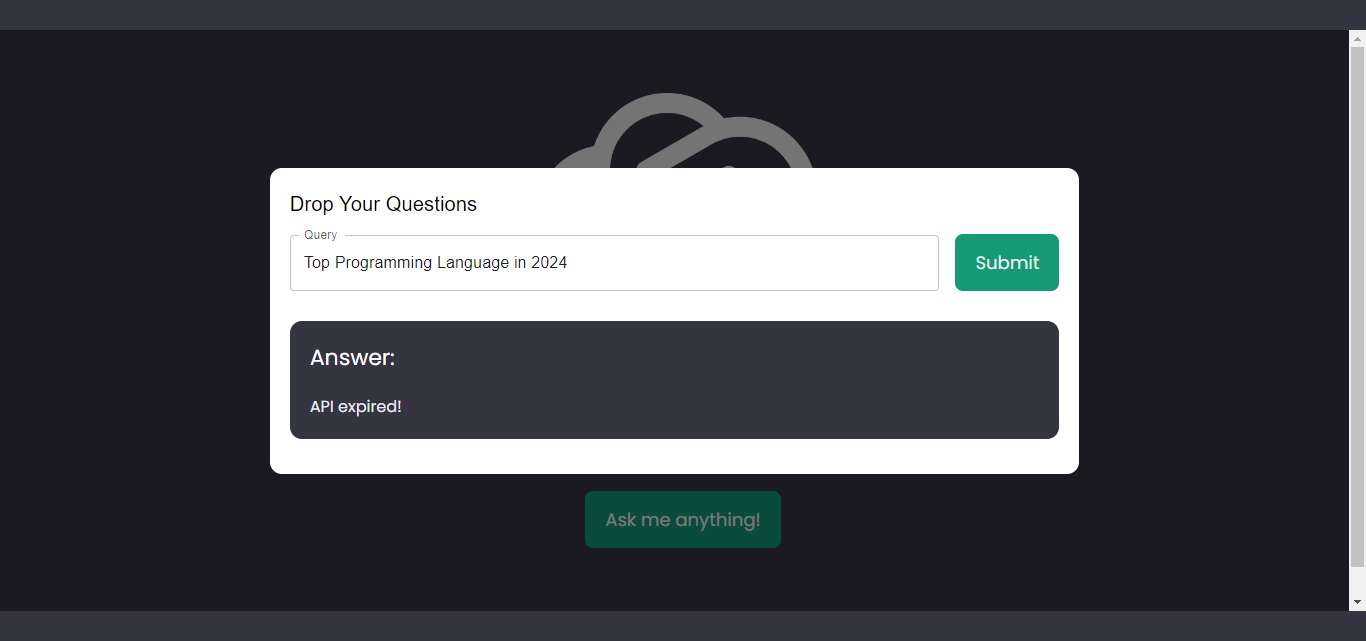 Drop Your Questions
Query
Top Programming Language in 2024
Submit
Answer:
API expired!
Ask me anything!